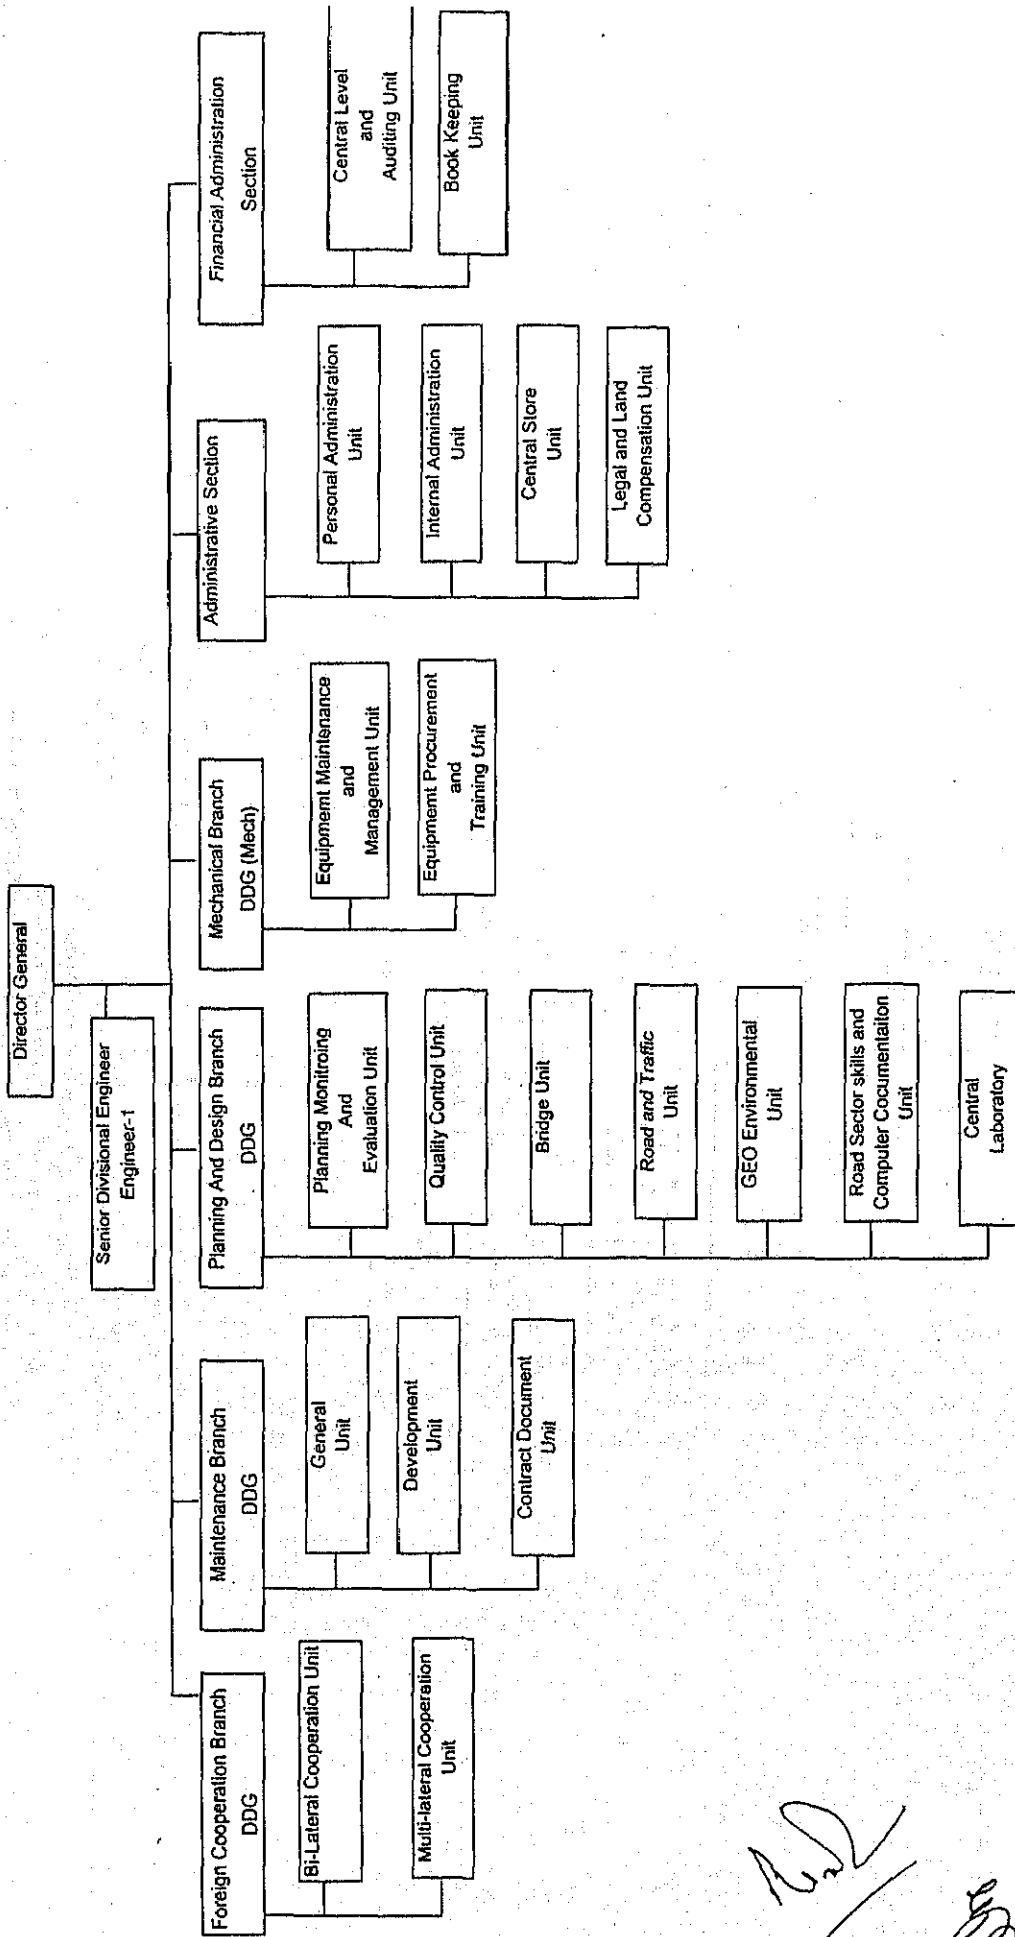 Director General
Senior Divisional Engineer
Engineer-1
Foreign Cooperation Branch
DDG
Bi-Lateral Cooperation Unit
Multi-lateral Cooperation
Unit
Maintenance Branch
DDG
General
Unit
Development
Unit
Contract Document
Unit
Planning And Design Branch
DDG
Planning Monitroing
And
Evaluation Unit
Quality Control Unit
Bridge Unit
Road and Traffic
Unit
GEO Environmental
Unit
Road Sector skills and
Computer Cocumentaiton
Unit
Central
Laboratory
Mechanical Branch
DDG (Mech)
Equipmemt Maintenance
and
Management Unit
Equipmemt Procurement
and
Training Unit
Administrative Section
Personal Administration
Unit
Internal Administration
Unit
Central Store
Unit
Legal and Land
Compensation Unit
Financial Administration
Section
Central Level
and
Auditing Unit
Book Keeping
Unit